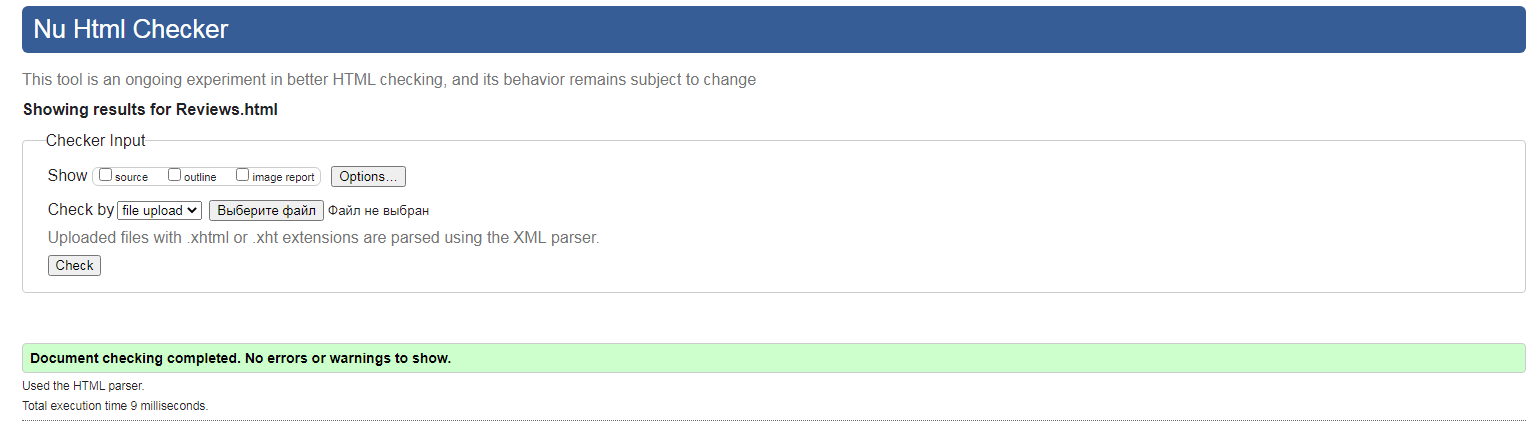 Nu Html Checker
This tool is an ongoing experiment in better HTML checking, and its behavior remains subject to change
Showing results for Reviews.html
Checker Input
Show source outline image report Options...
Check by file upload Выберите файл Файл не выбран
Uploaded files with .xhtml or .xht extensions are parsed using the XML parser.
Check
Document checking completed. No errors or warnings to show.
Used the HTML parser.
Total execution time 9 milliseconds.